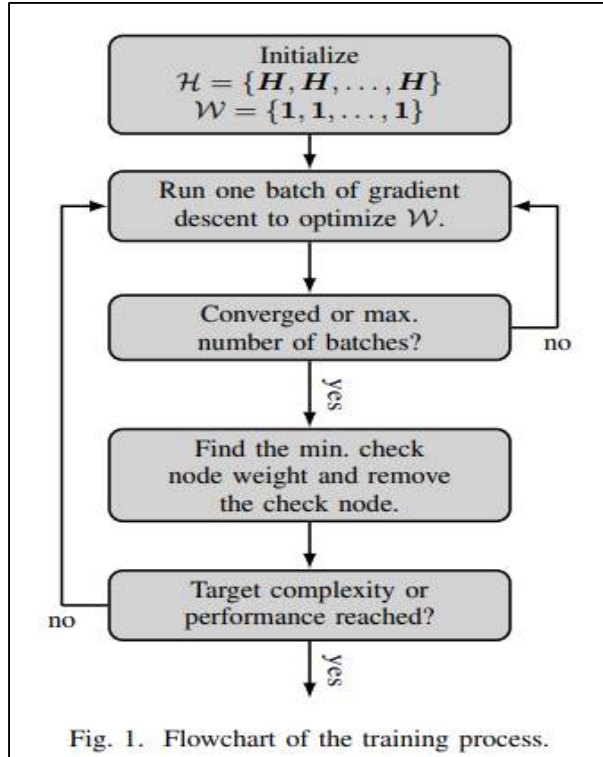 Initialize
ℋ = {𝑯, 𝑯, . . . , 𝑯}
𝒲 = {𝟏, 𝟏, . . . , 𝟏}
Run one batch of gradient
descent to optimize 𝒲.
Converged or max.
number of batches?
no
yes
Find the min. check
node weight and remove
the check node.
Target complexity or
performance reached?
no
yes
Fig. 1. Flowchart of the training process.